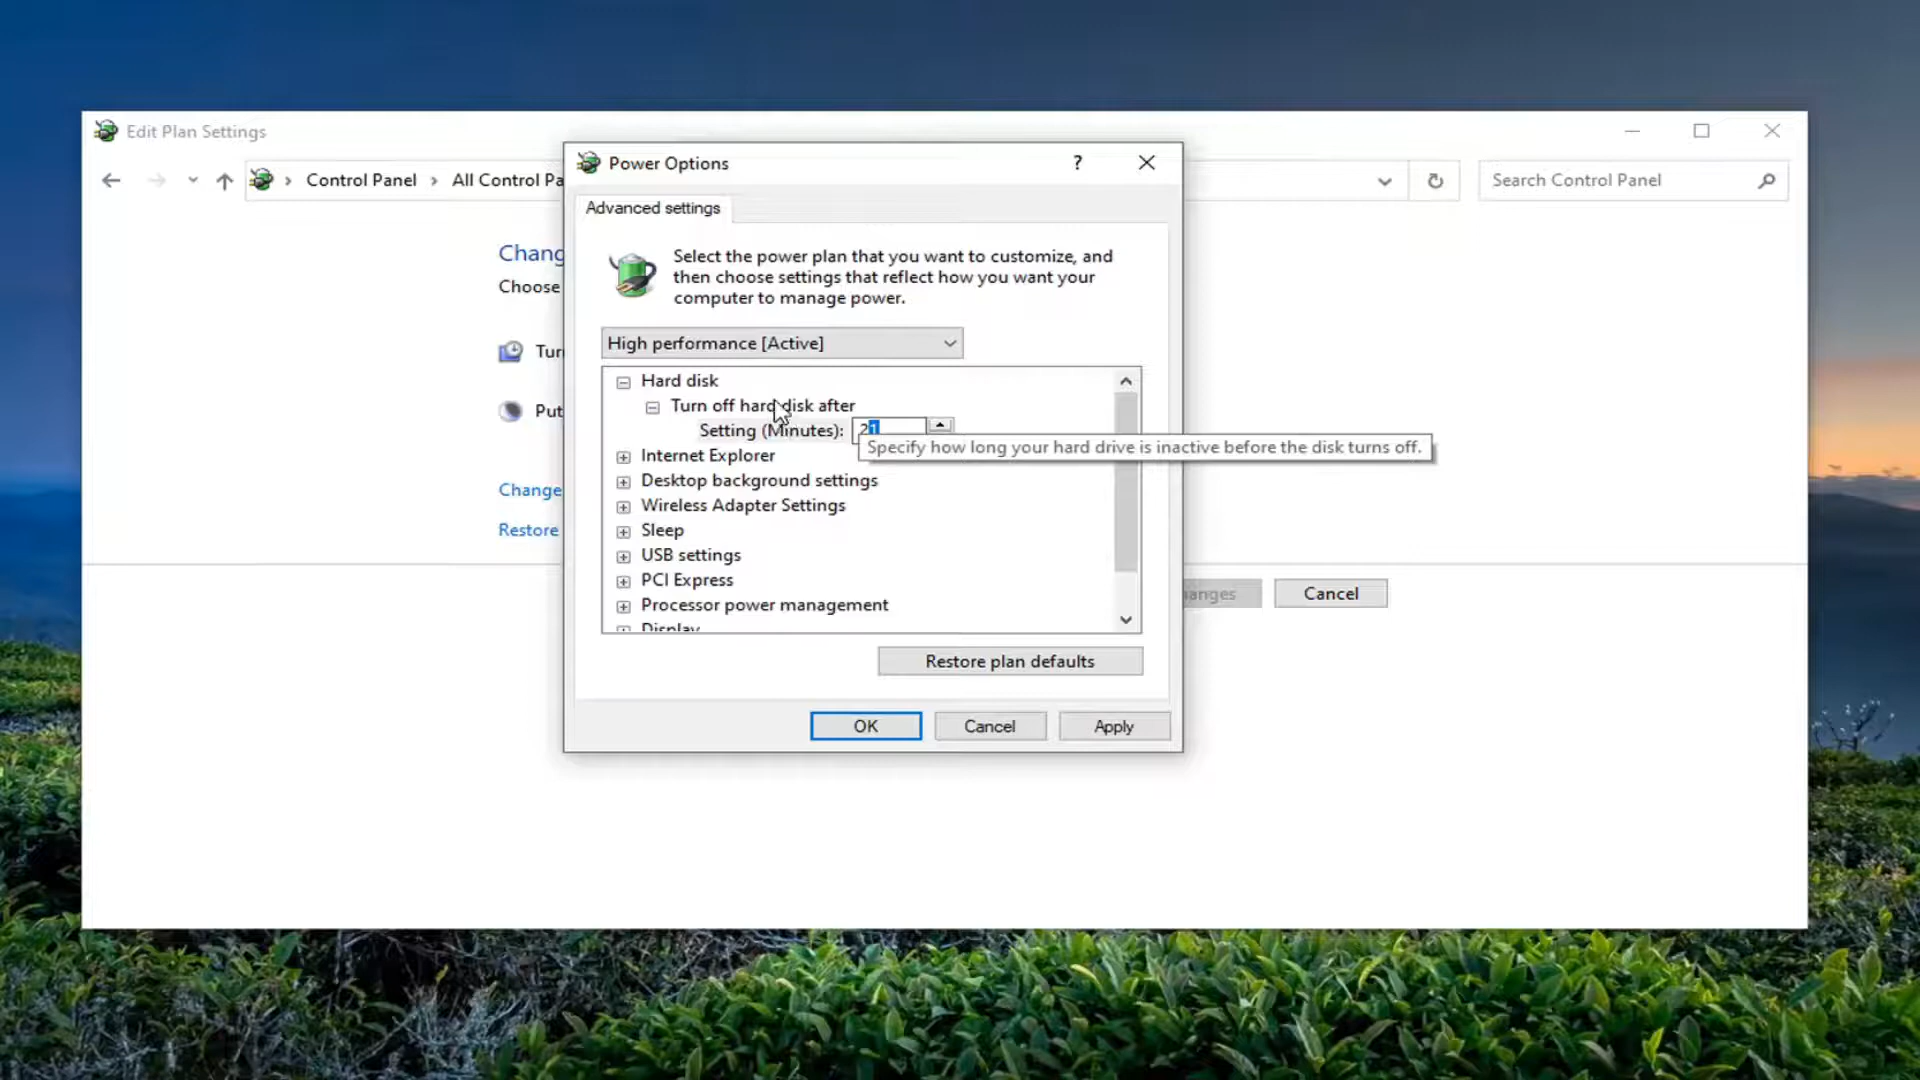 Edit Plan Settings
Control Panel
All Control Pa
Search Control Panel
Chang
Choose
Tur
Put
Change
Restore
anges
Cancel
Power Options
?
Advanced settings
Select the power plan that you want to customize, and
then choose settings that reflect how you want your
computer to manage power.
High performance [Active]
Hard disk
Turn off hard disk after
Setting (Minutes): 21
Specify how long your hard drive is inactive before the disk turns off.
Internet Explorer
Desktop background settings
Wireless Adapter Settings
Sleep
USB settings
PCI Express
Processor power management
Display
Restore plan defaults
OK
Cancel
Apply